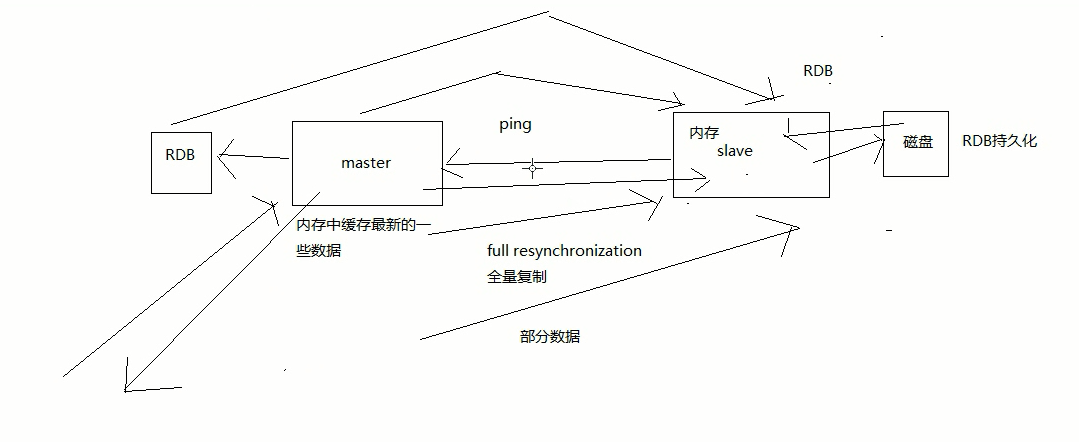 RDB
ping
RDB
master
内存
slave
磁盘
RDB持久化
内存中缓存最新的一
些数据
full resynchronization
全量复制
部分数据